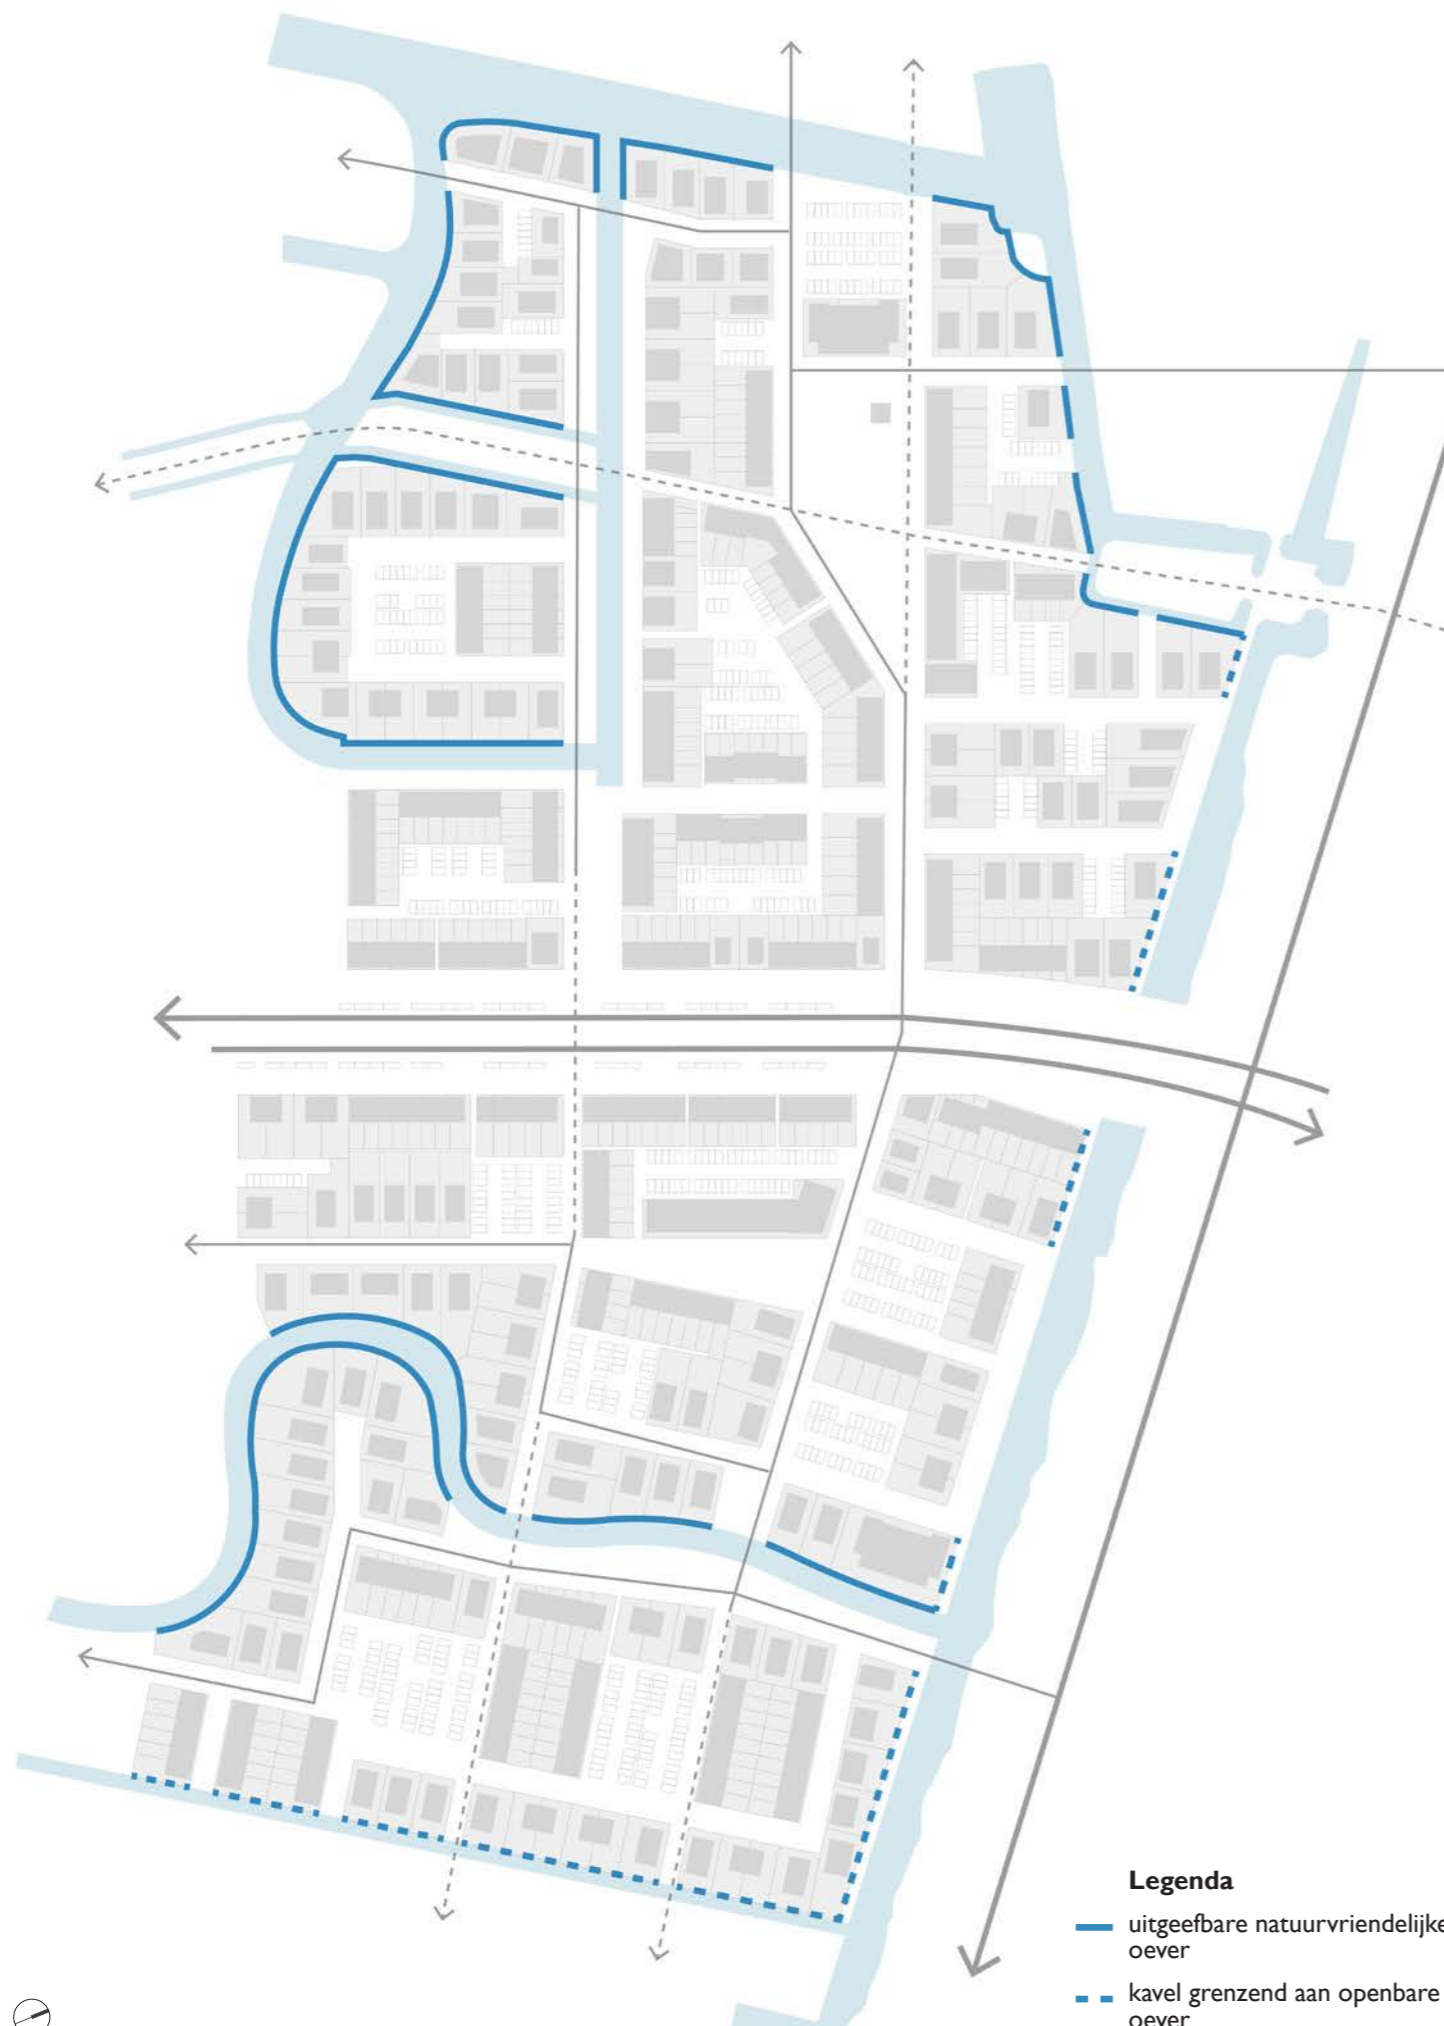 Legenda
uitgeefbare natuurvriendelijke
oever
kavel grenzend aan openbare
oever